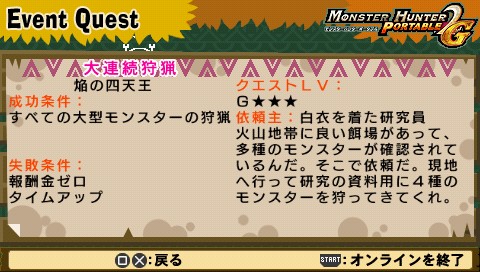 Event Quest
MONSTER HUNTER
PORTABLE 2nd G
大連続狩猟
焔の四天王
成功条件：
すべての大型モンスターの狩猟
失敗条件：
報酬金ゼロ
タイムアップ
クエストＬＶ：
Ｇ★★★
依頼主：白衣を着た研究員
火山地帯に良い餌場があって、
多種のモンスターが確認されて
いるんだ。そこで依頼だ。現地
へ行って研究の資料用に４種の
モンスターを狩ってきてくれ。
□×:戻る
START:オンラインを終了